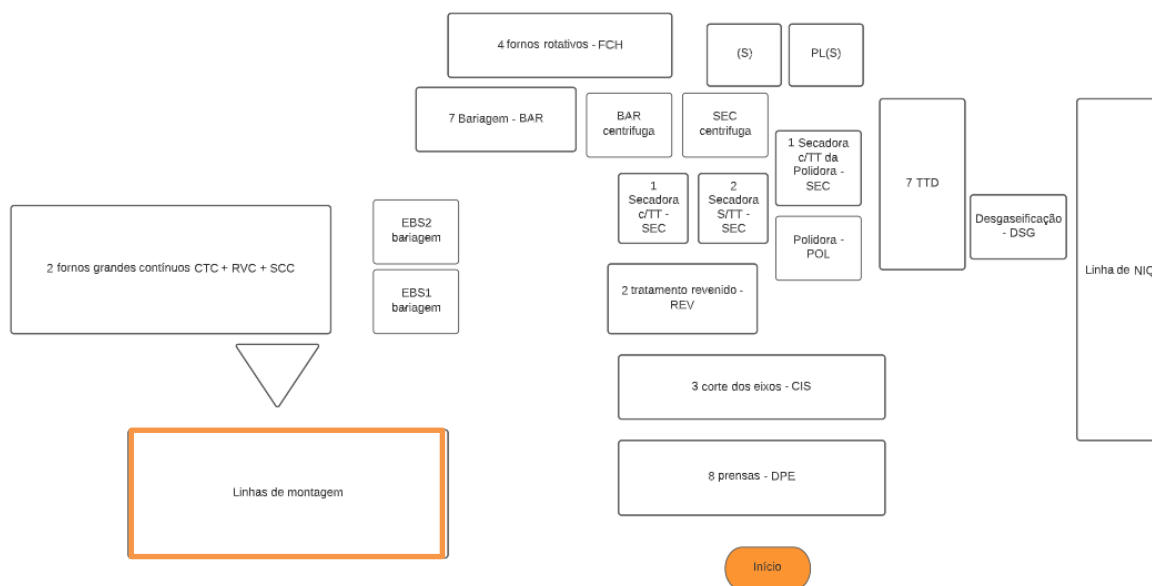 4 fornos rotativos - FCH
(S)
PL(S)
7 Bariagem - BAR
BAR
centrifuga
SEC
centrifuga
1 Secadora
c/TT da
Polidora -
SEC
7 TTD
1
Secadora
c/TT -
SEC
2
Secadora
S/TT -
SEC
Desgaseificação
- DSG
EBS2
bariagem
Polidora -
POL
2 fornos grandes contínuos CTC + RVC + SCC
Linha de NIQ
EBS1
bariagem
2 tratamento revenido -
REV
3 corte dos eixos - CIS
8 prensas - DPE
Linhas de montagem
Início